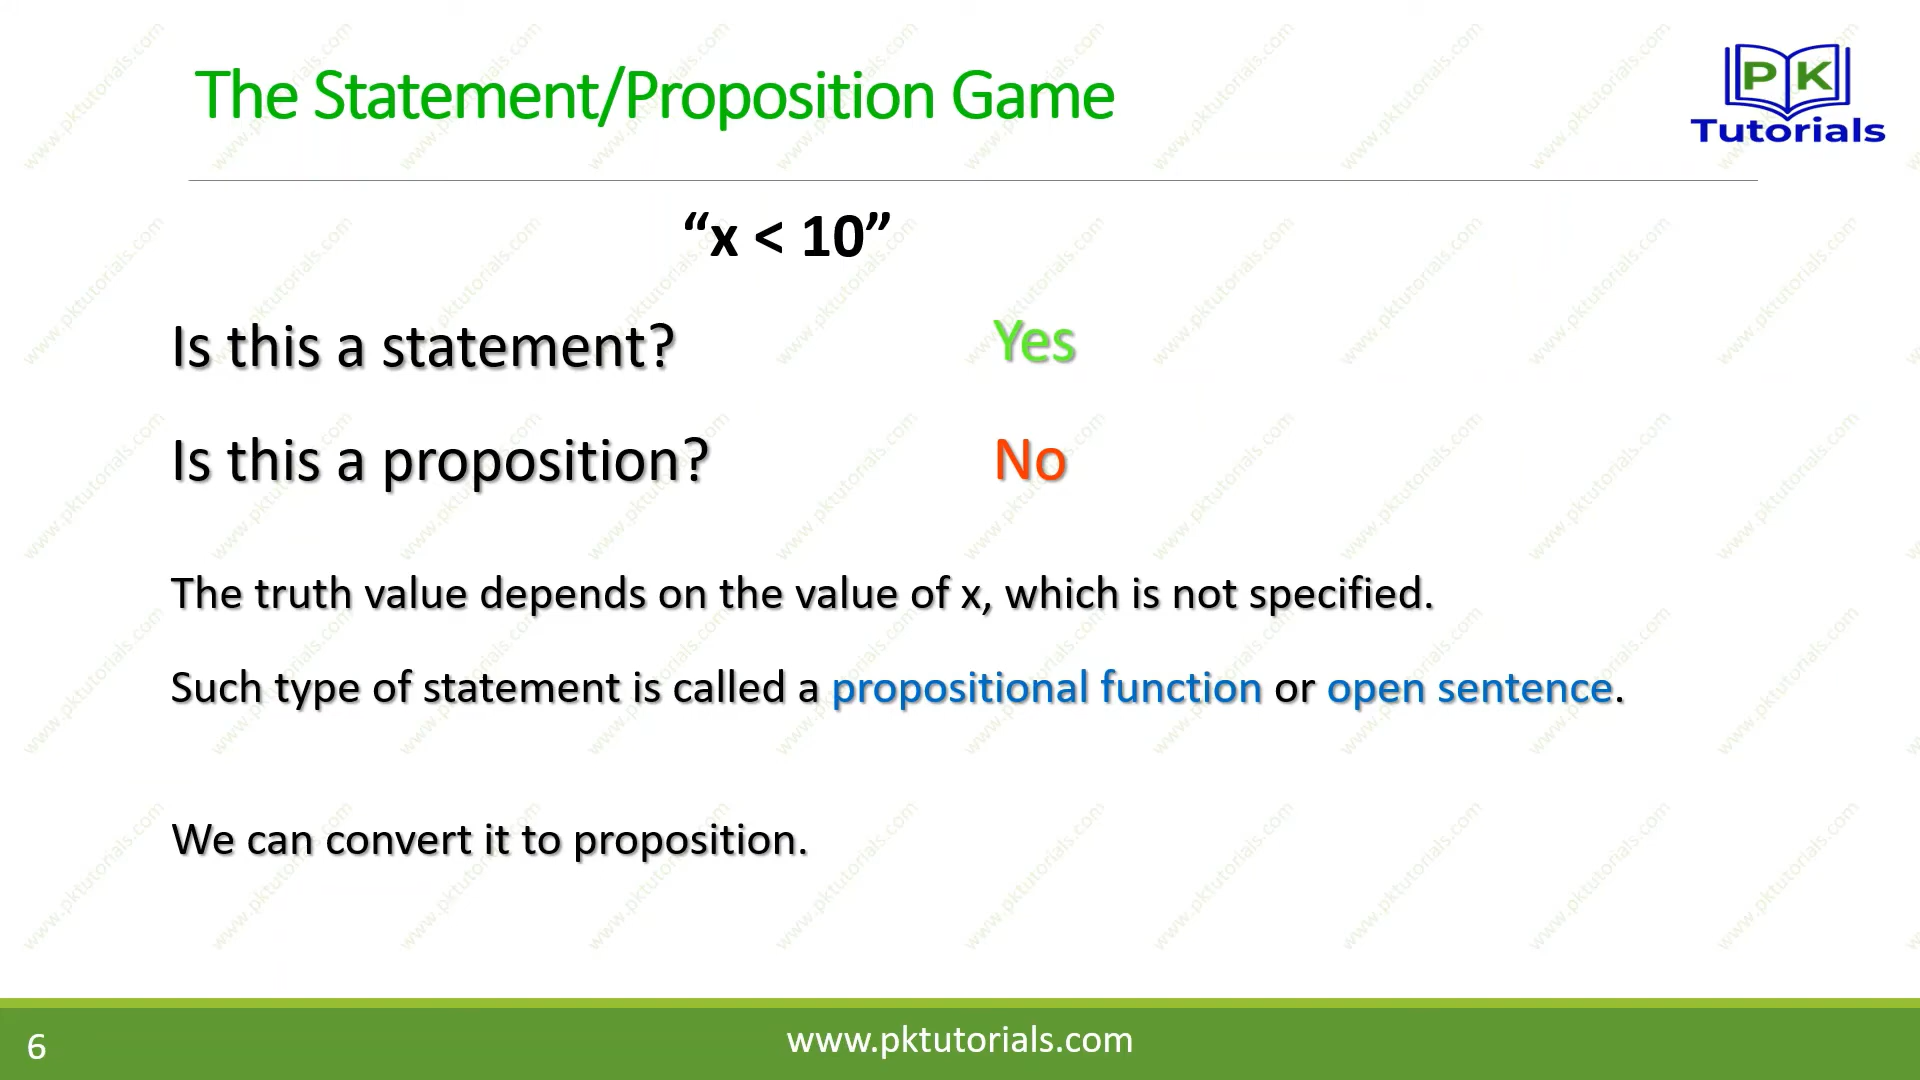 The Statement/Proposition Game
PK
Tutorials
“x < 10”
Is this a statement? Yes
Is this a proposition? No
The truth value depends on the value of x, which is not specified.
Such type of statement is called a propositional function or open sentence.
We can convert it to proposition.
6
www.pktutorials.com